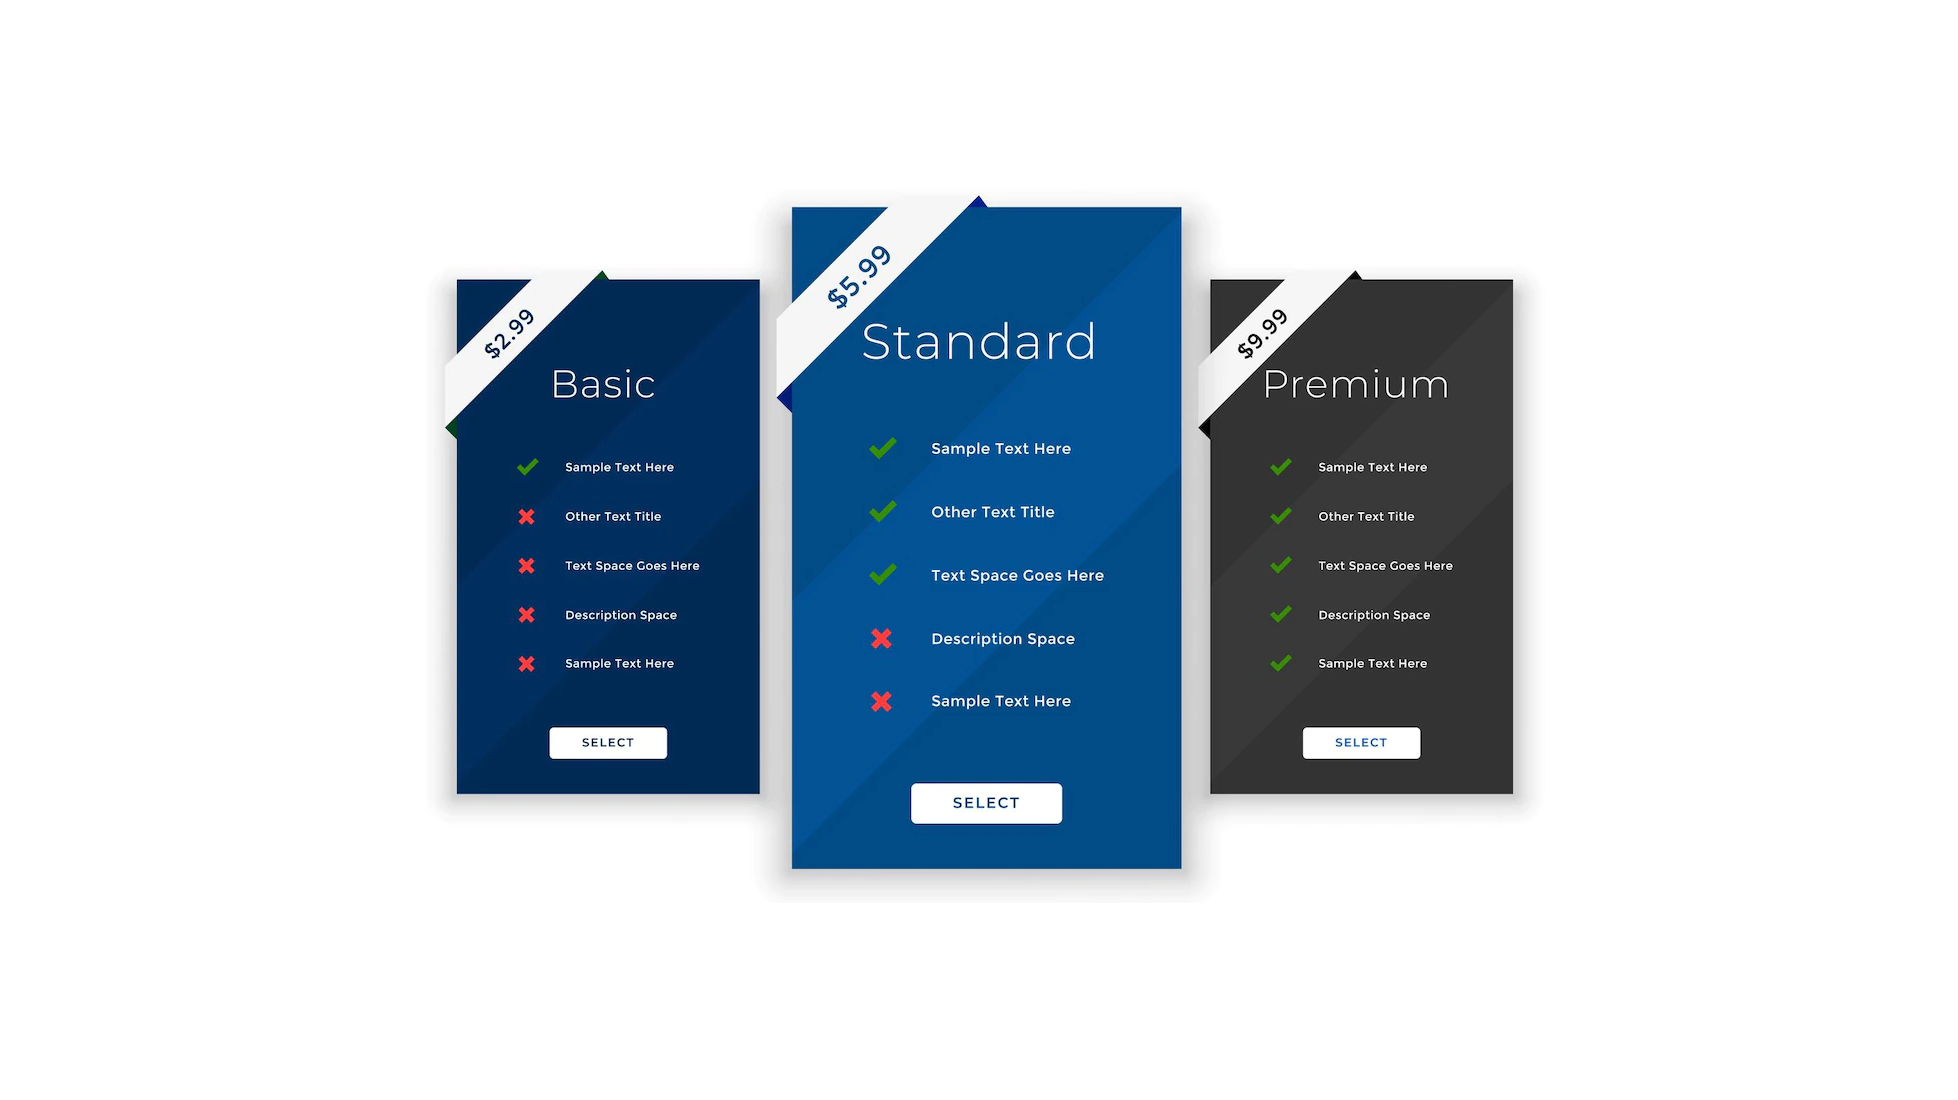 $2.99
Basic
Sample Text Here
Other Text Title
Text Space Goes Here
Description Space
Sample Text Here
SELECT
$5.99
Standard
Sample Text Here
Other Text Title
Text Space Goes Here
Description Space
Sample Text Here
SELECT
$9.99
Premium
Sample Text Here
Other Text Title
Text Space Goes Here
Description Space
Sample Text Here
SELECT